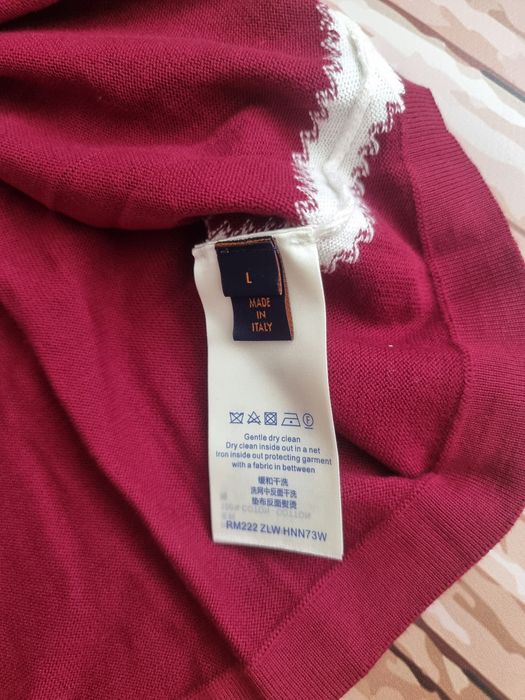 L
MADE
IN
ITALY
Gentle dry clean
Dry clean inside out in a net
Iron inside out protecting garment
with a fabric in bettween
缓和干洗
洗网中反面干洗
垫布反面熨烫
RM222 ZLW HNN73W